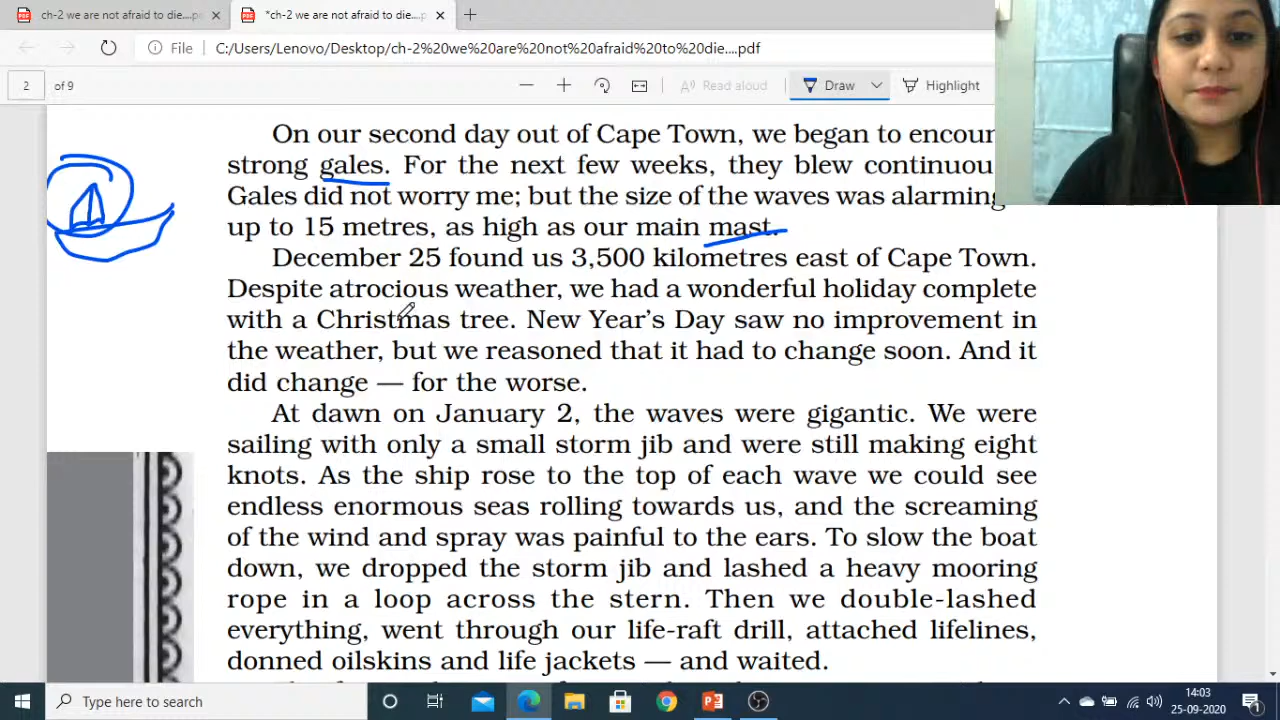 ch-2 we are not afraid to die....p
*ch-2 we are not afraid to die....p
File C:/Users/Lenovo/Desktop/ch-2%20we%20are%20not%20afraid%20to%20die....pdf
2 of 9 Read aloud Draw Highlight
On our second day out of Cape Town, we began to encoun
strong gales. For the next few weeks, they blew continuou
Gales did not worry me; but the size of the waves was alarming
up to 15 metres, as high as our main mast.
December 25 found us 3,500 kilometres east of Cape Town.
Despite atrocious weather, we had a wonderful holiday complete
with a Christmas tree. New Year's Day saw no improvement in
the weather, but we reasoned that it had to change soon. And it
did change — for the worse.
At dawn on January 2, the waves were gigantic. We were
sailing with only a small storm jib and were still making eight
knots. As the ship rose to the top of each wave we could see
endless enormous seas rolling towards us, and the screaming
of the wind and spray was painful to the ears. To slow the boat
down, we dropped the storm jib and lashed a heavy mooring
rope in a loop across the stern. Then we double-lashed
everything, went through our life-raft drill, attached lifelines,
donned oilskins and life jackets — and waited.
Type here to search
14:03
25-09-2020